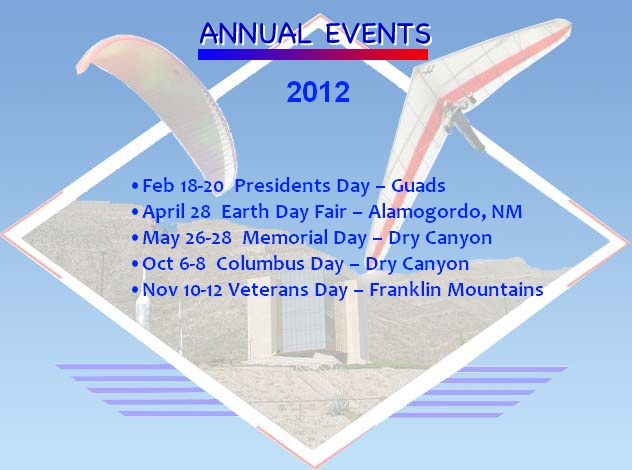 ANNUAL EVENTS
2012
•Feb 18-20 Presidents Day – Guads
•April 28 Earth Day Fair – Alamogordo, NM
•May 26-28 Memorial Day – Dry Canyon
•Oct 6-8 Columbus Day – Dry Canyon
•Nov 10-12 Veterans Day – Franklin Mountains